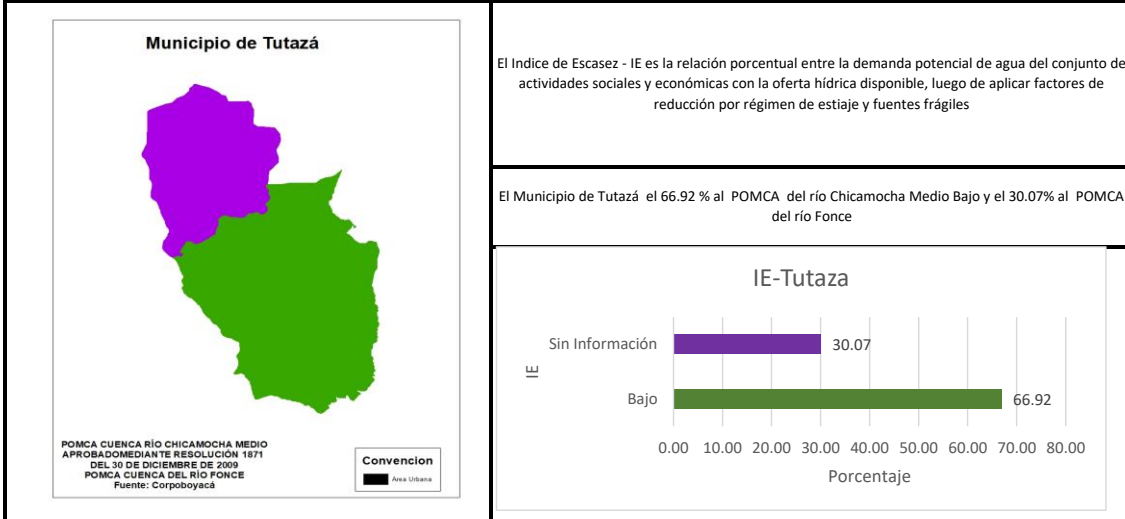 Municipio de Tutazá
POMCA CUENCA RÍO CHICAMOCHA MEDIO
APROBADOMEDIANTE RESOLUCIÓN 1871
DEL 30 DE DICIEMBRE DE 2009
POMCA CUENCA DEL RÍO FONCE
Fuente: Corpoboyacá
Convencion
Area Urbana
El Indice de Escasez - IE es la relación porcentual entre la demanda potencial de agua del conjunto de
actividades sociales y económicas con la oferta hídrica disponible, luego de aplicar factores de
reducción por régimen de estiaje y fuentes frágiles
El Municipio de Tutazá el 66.92 % al POMCA del río Chicamocha Medio Bajo y el 30.07% al POMCA
del río Fonce
IE-Tutaza
IE
Sin Información
30.07
Bajo
66.92
0.00 10.00 20.00 30.00 40.00 50.00 60.00 70.00 80.00
Porcentaje